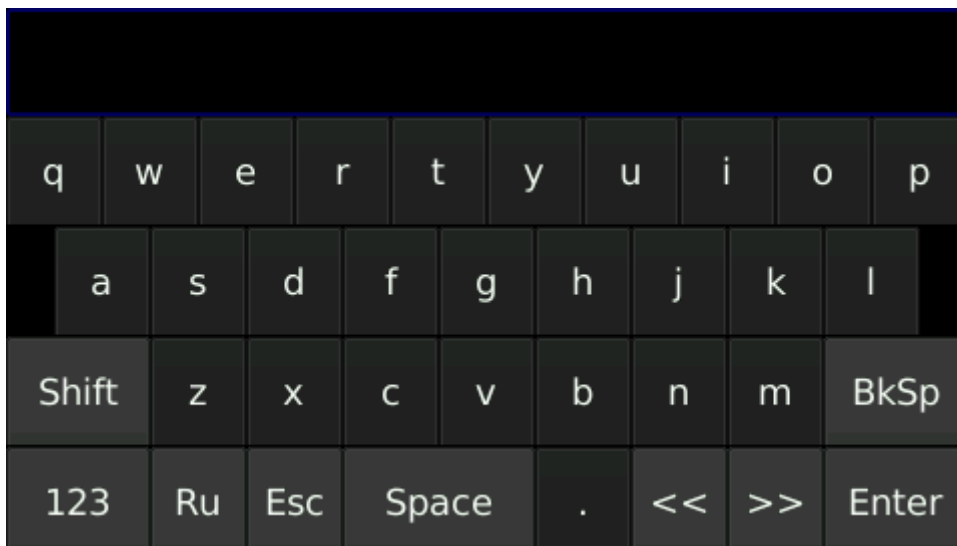 q w e r t y u i o p
a s d f g h j k l
Shift z x c v b n m BkSp
123 Ru Esc Space . << >> Enter